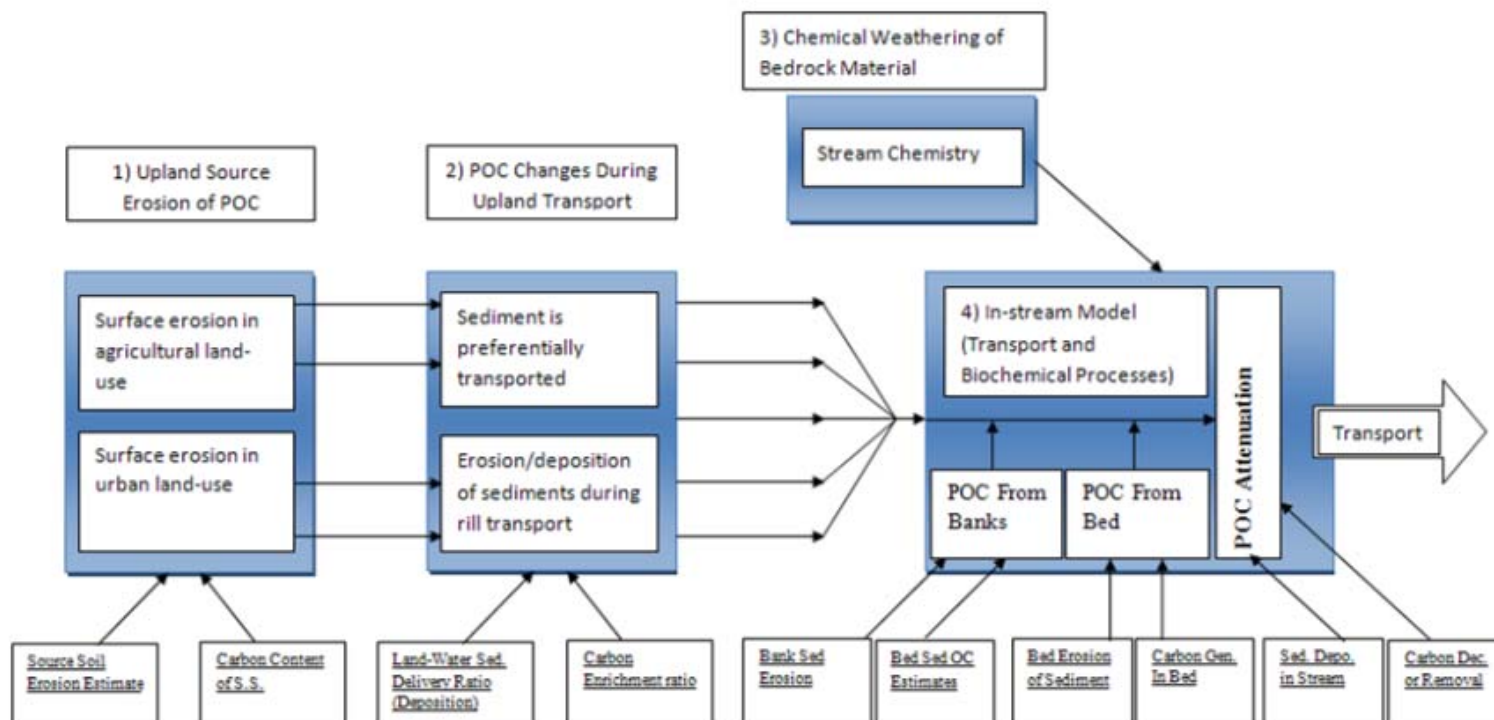 3) Chemical Weathering of
Bedrock Material
Stream Chemistry
1) Upland Source
Erosion of POC
2) POC Changes During
Upland Transport
Surface erosion in
agricultural land-
use
Surface erosion in
urban land-use
Sediment is
preferentially
transported
Erosion/deposition
of sediments during
rill transport
4) In-stream Model
(Transport and
Biochemical Processes)
POC From
Banks
POC From
Bed
POC Attenuation
Transport
Source Soil
Erosion Estimate
Carbon Content
of S.S.
Land-Water Sed.
Delivery Ratio
(Deposition)
Carbon
Enrichment ratio
Bank Sed
Erosion
Bed Sed OC
Estimates
Bed Erosion
of Sediment
Carbon Gen.
In Bed
Sed. Depo.
in Stream
Carbon Dec.
or Removal